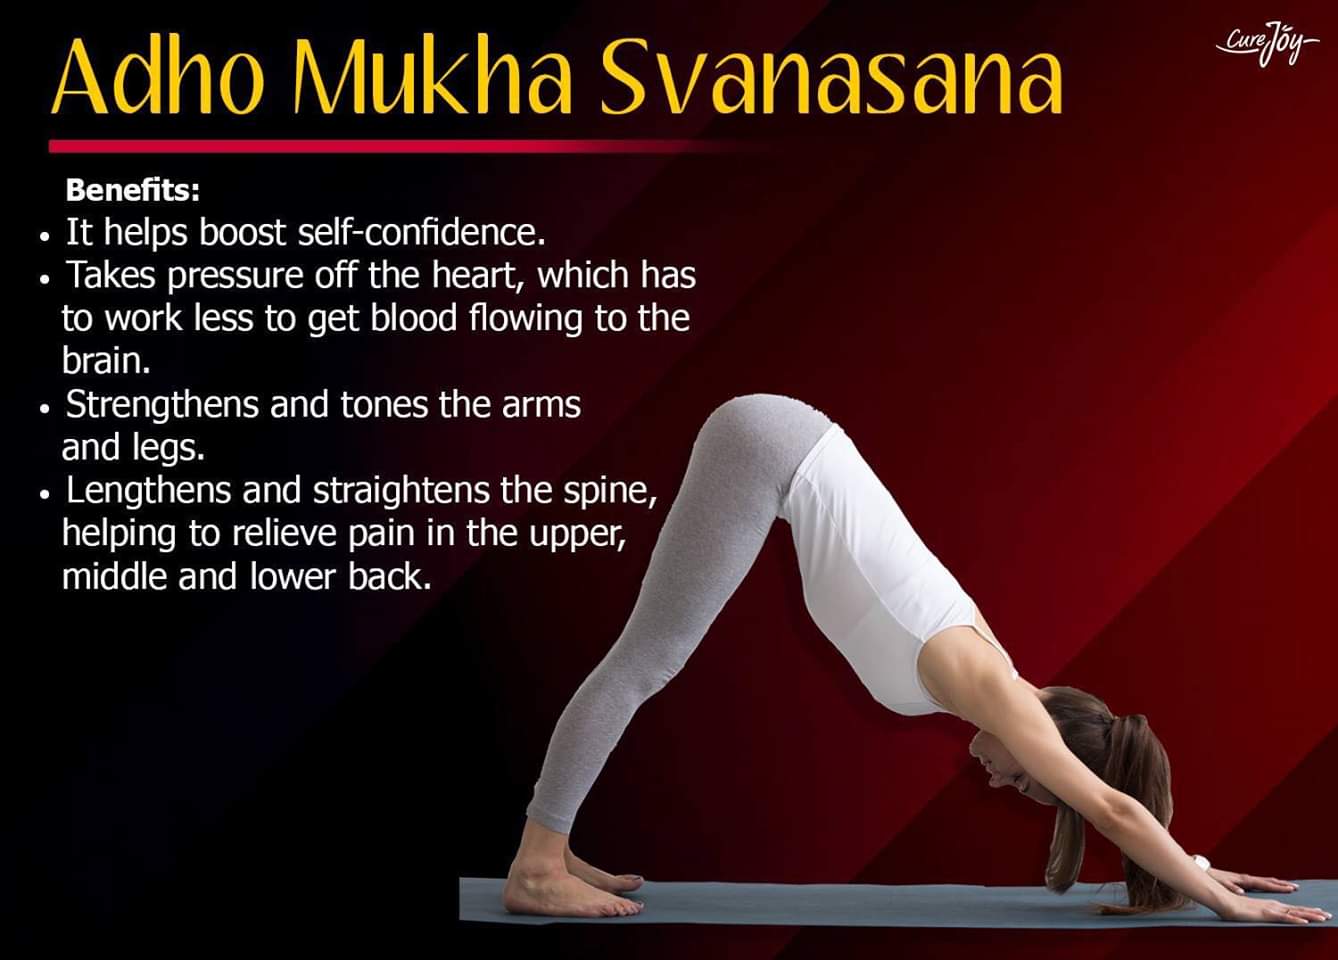 Adho Mukha Svanasana
CureJoy
Benefits:
• It helps boost self-confidence.
• Takes pressure off the heart, which has
to work less to get blood flowing to the
brain.
• Strengthens and tones the arms
and legs.
• Lengthens and straightens the spine,
helping to relieve pain in the upper,
middle and lower back.